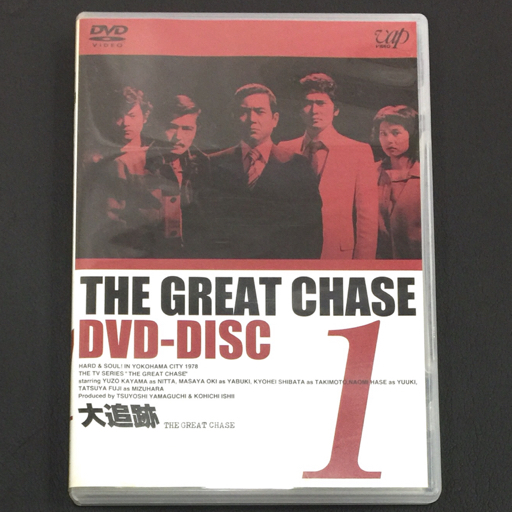 DVD
VIDEO
vap
VIDEO
THE GREAT CHASE
DVD-DISC
1
HARD & SOUL! IN YOKOHAMA CITY 1978
THE TV SERIES "THE GREAT CHASE"
starring YUZO KAYAMA as NITTA, MASAYA OKI as YABUKI, KYOHEI SHIBATA as TAKIMOTO, NAOMI HASE as YUUKI,
TATSUYA FUJI as MIZUHARA
Produced by TSUYOSHI YAMAGUCHI & KOHICHI ISHII
大追跡 THE GREAT CHASE